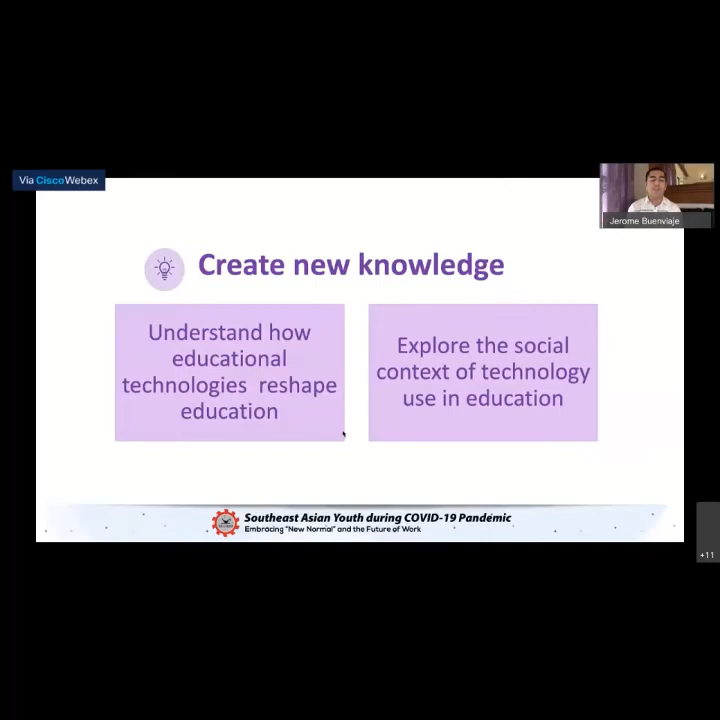 Via CiscoWebex
Jerome Buenviaje
Create new knowledge
Understand how
educational
technologies reshape
education
Explore the social
context of technology
use in education
Southeast Asian Youth during COVID-19 Pandemic
Embracing "New Normal" and the Future of Work
+11